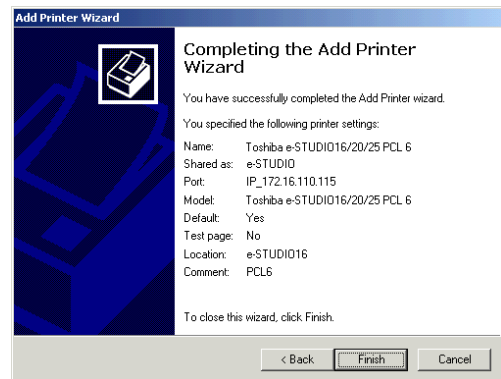 Add Printer Wizard
Completing the Add Printer
Wizard
You have successfully completed the Add Printer wizard.
You specified the following printer settings:
Name: Toshiba e-STUDIO16/20/25 PCL 6
Shared as: e-STUDIO
Port: IP_172.16.110.115
Model: Toshiba e-STUDIO16/20/25 PCL 6
Default: Yes
Test page: No
Location: e-STUDIO16
Comment: PCL6
To close this wizard, click Finish.
< Back Finish Cancel